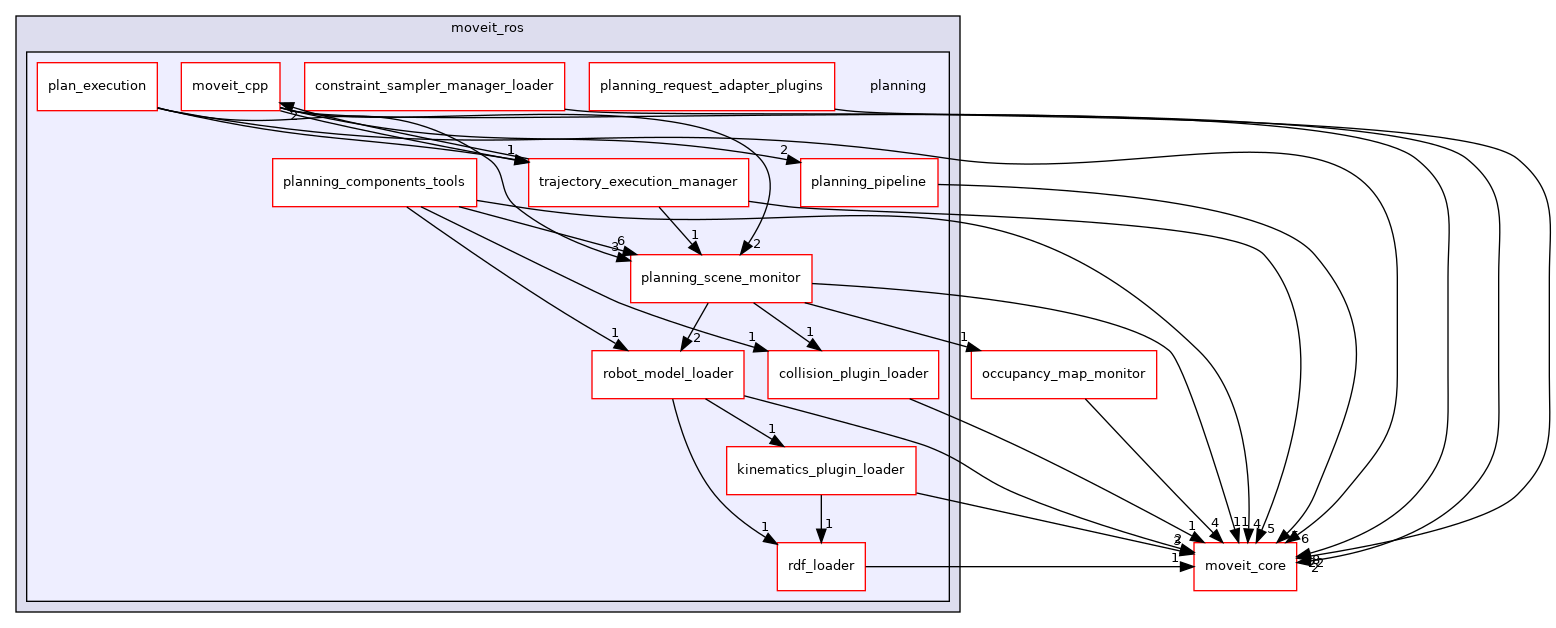 moveit_ros
plan_execution
moveit_cpp
constraint_sampler_manager_loader
planning_request_adapter_plugins
planning
2
1
2
planning_components_tools
trajectory_execution_manager
planning_pipeline
6
3
1
2
planning_scene_monitor
1
2
1
1
1
robot_model_loader
collision_plugin_loader
occupancy_map_monitor
1
kinematics_plugin_loader
1
1
1
4
11
4
5
6
2
1
rdf_loader
moveit_core
2